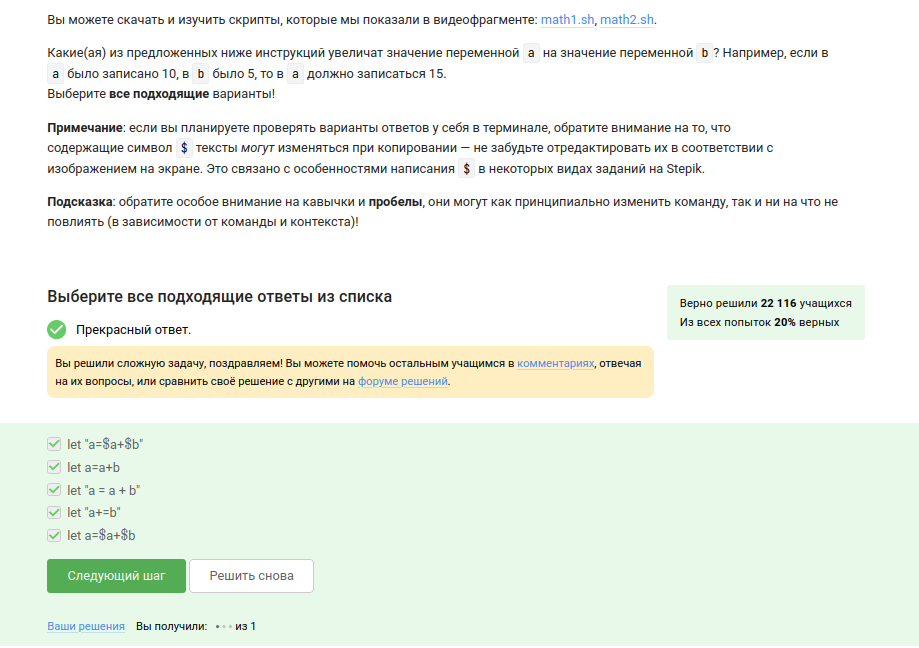 Вы можете скачать и изучить скрипты, которые мы показали в видеофрагменте: math1.sh, math2.sh.
Какие(ая) из предложенных ниже инструкций увеличат значение переменной a на значение переменной b ? Например, если в
a было записано 10, в b было 5, то в a должно записаться 15.
Выберите все подходящие варианты!
Примечание: если вы планируете проверять варианты ответов у себя в терминале, обратите внимание на то, что
содержащие символ $ тексты могут изменяться при копировании — не забудьте отредактировать их в соответствии с
изображением на экране. Это связано с особенностями написания $ в некоторых видах заданий на Stepik.
Подсказка: обратите особое внимание на кавычки и пробелы, они могут как принципиально изменить команду, так и ни на что не
повлиять (в зависимости от команды и контекста)!
Выберите все подходящие ответы из списка
Верно решили 22 116 учащихся
Из всех попыток 20% верных
Прекрасный ответ.
Вы решили сложную задачу, поздравляем! Вы можете помочь остальным учащимся в комментариях, отвечая
на их вопросы, или сравнить своё решение с другими на форуме решений.
let "a=$a+$b"
let a=a+b
let "a = a + b"
let "a+=b"
let a=$a+$b
Следующий шаг
Решить снова
Ваши решения Вы получили: из 1